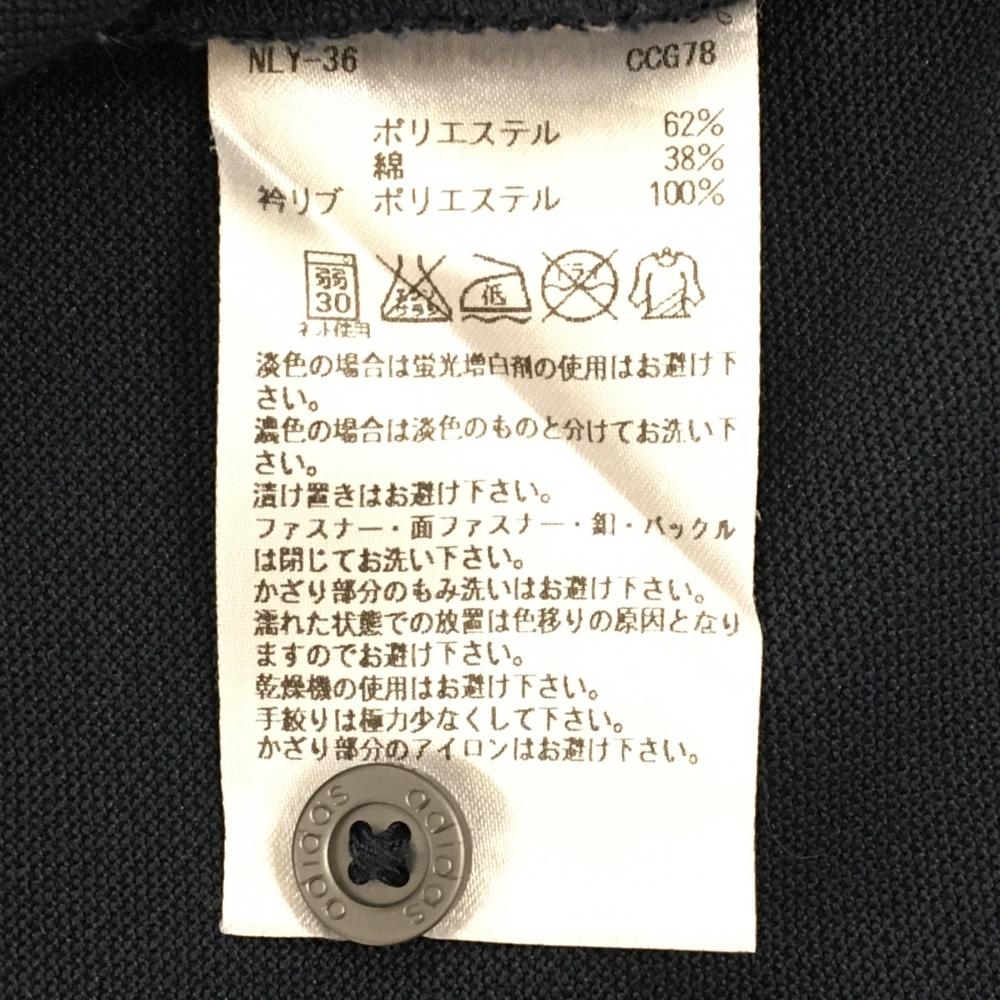 NLY-36 CCG78
ポリエステル 62%
綿 38%
衿リブ ポリエステル 100%
弱
30
ネット使用
エンソサラシ
低
ドライ
淡色の場合は蛍光増白剤の使用はお避け下
さい。
濃色の場合は淡色のものと分けてお洗い下
さい。
漬け置きはお避け下さい。
ファスナー・面ファスナー・釦・バックル
は閉じてお洗い下さい。
かざり部分のもみ洗いはお避け下さい。
濡れた状態での放置は色移りの原因となり
ますのでお避け下さい。
乾燥機の使用はお避け下さい。
手絞りは極力少なくして下さい。
かざり部分のアイロンはお避け下さい。
adidas adidas